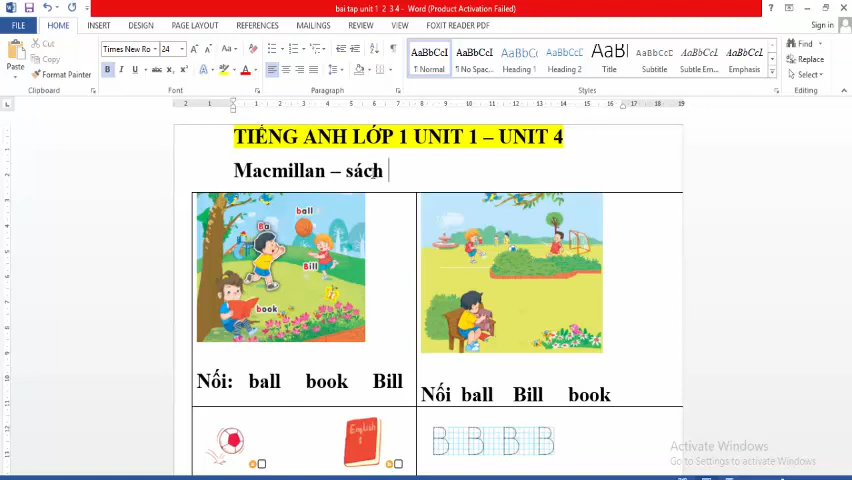 bai tap unit 1 2 3 4 - Word (Product Activation Failed)
FILE HOME INSERT DESIGN PAGE LAYOUT REFERENCES MAILINGS REVIEW VIEW FOXIT READER PDF Sign in
Paste Cut Copy Format Painter Clipboard
Times New Ro 24 Font
Paragraph
AaBbCcI AaBbCcI AaBbC AaBbCc AaBl AaBbCcC AaBbCcI AaBbCcI
¶ Normal ¶ No Spac... Heading 1 Heading 2 Title Subtitle Subtle Em... Emphasis
Styles
Find Replace Select Editing
TIẾNG ANH LỚP 1 UNIT 1 – UNIT 4
Macmillan – sách
ball
Ba
Bill
book
Nối: ball book Bill
Nối ball Bill book
English
1
a b
B B B B
Activate Windows
Go to Settings to activate Windows.